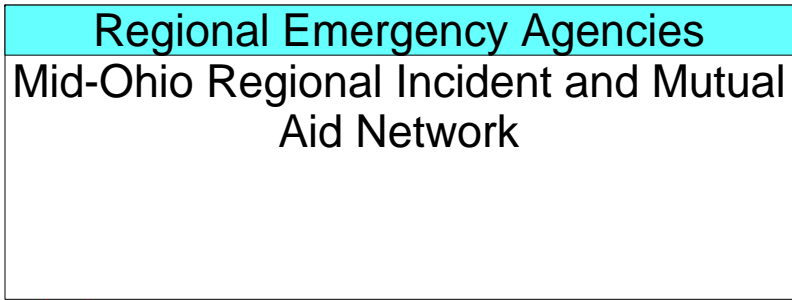 Regional Emergency Agencies
Mid-Ohio Regional Incident and Mutual
Aid Network